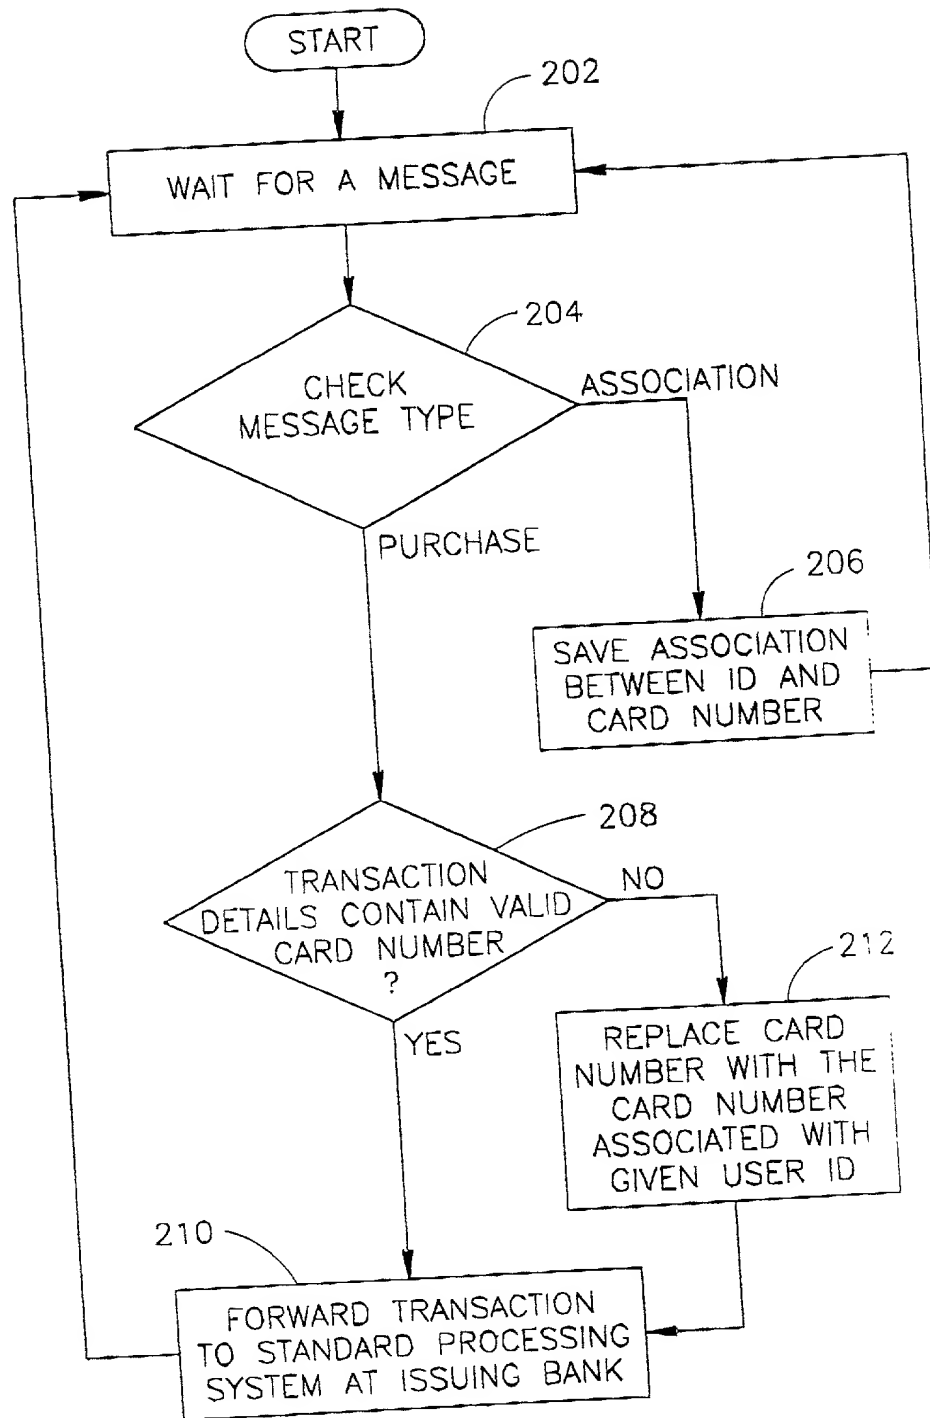 START
202
WAIT FOR A MESSAGE
204
CHECK
MESSAGE TYPE
ASSOCIATION
PURCHASE
206
SAVE ASSOCIATION
BETWEEN ID AND
CARD NUMBER
208
TRANSACTION
DETAILS CONTAIN VALID
CARD NUMBER
?
NO
YES
212
REPLACE CARD
NUMBER WITH THE
CARD NUMBER
ASSOCIATED WITH
GIVEN USER ID
210
FORWARD TRANSACTION
TO STANDARD PROCESSING
SYSTEM AT ISSUING BANK